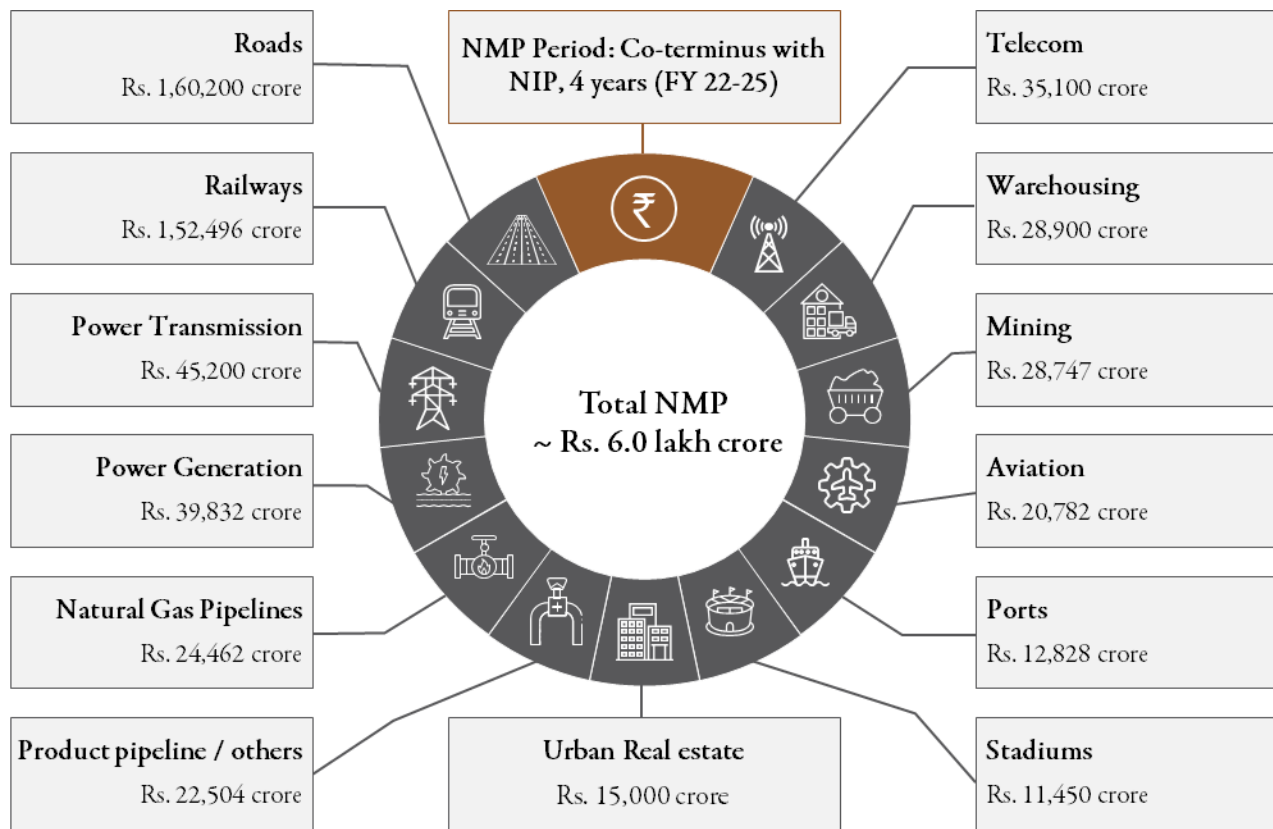 Roads
Rs. 1,60,200 crore
NMP Period: Co-terminus with
NIP, 4 years (FY 22-25)
Telecom
Rs. 35,100 crore
Railways
Rs. 1,52,496 crore
Warehousing
Rs. 28,900 crore
Power Transmission
Rs. 45,200 crore
Mining
Rs. 28,747 crore
₹
Total NMP
~ Rs. 6.0 lakh crore
Power Generation
Rs. 39,832 crore
Aviation
Rs. 20,782 crore
Natural Gas Pipelines
Rs. 24,462 crore
Ports
Rs. 12,828 crore
Product pipeline / others
Rs. 22,504 crore
Urban Real estate
Rs. 15,000 crore
Stadiums
Rs. 11,450 crore